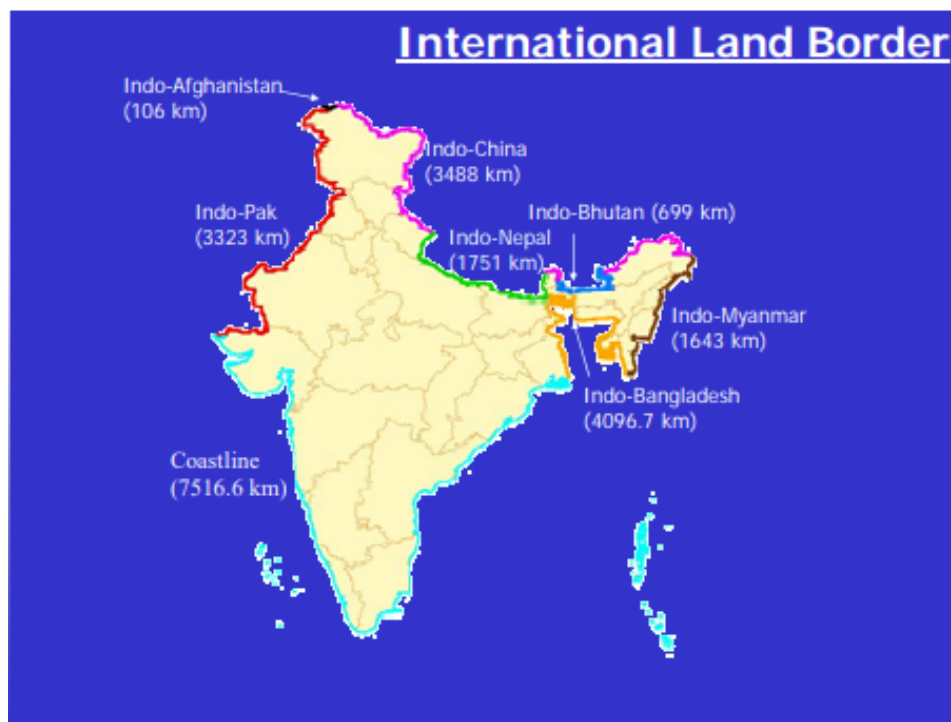 International Land Border
Indo-Afghanistan
(106 km)
Indo-China
(3488 km)
Indo-Pak
(3323 km)
Indo-Bhutan (699 km)
Indo-Nepal
(1751 km)
Indo-Myanmar
(1643 km)
Indo-Bangladesh
(4096.7 km)
Coastline
(7516.6 km)